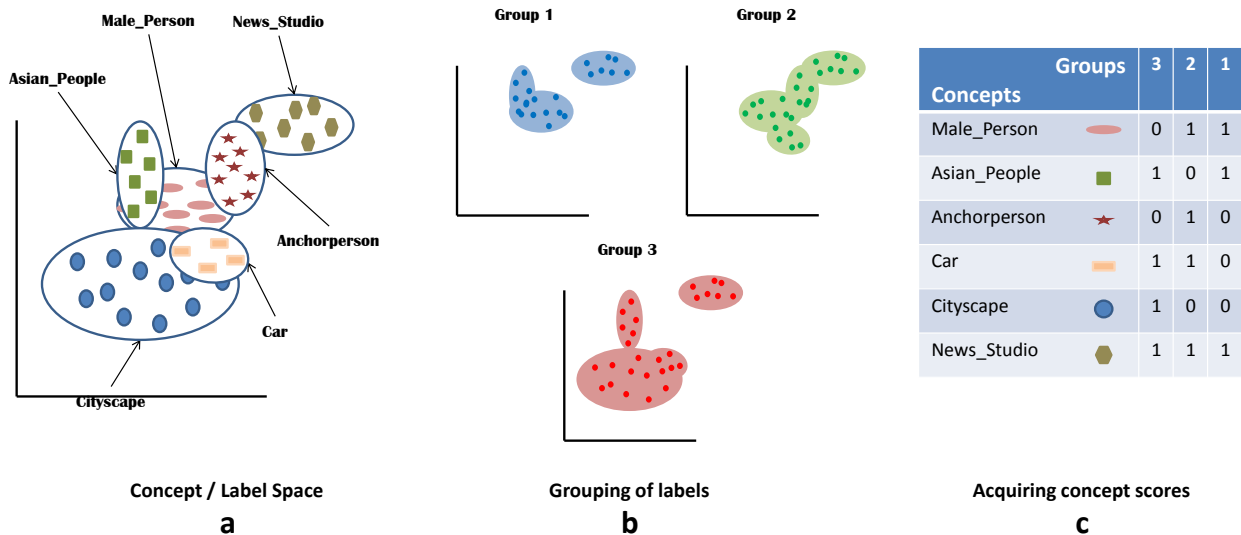 Male_Person
News_Studio
Asian_People
Anchorperson
Car
Cityscape
Concept / Label Space
a
Group 1
Group 2
Group 3
Grouping of labels
b
Groups 3 2 1
Concepts
Male_Person 0 1 1
Asian_People 1 0 1
Anchorperson 0 1 0
Car 1 1 0
Cityscape 1 0 0
News_Studio 1 1 1
Acquiring concept scores
c